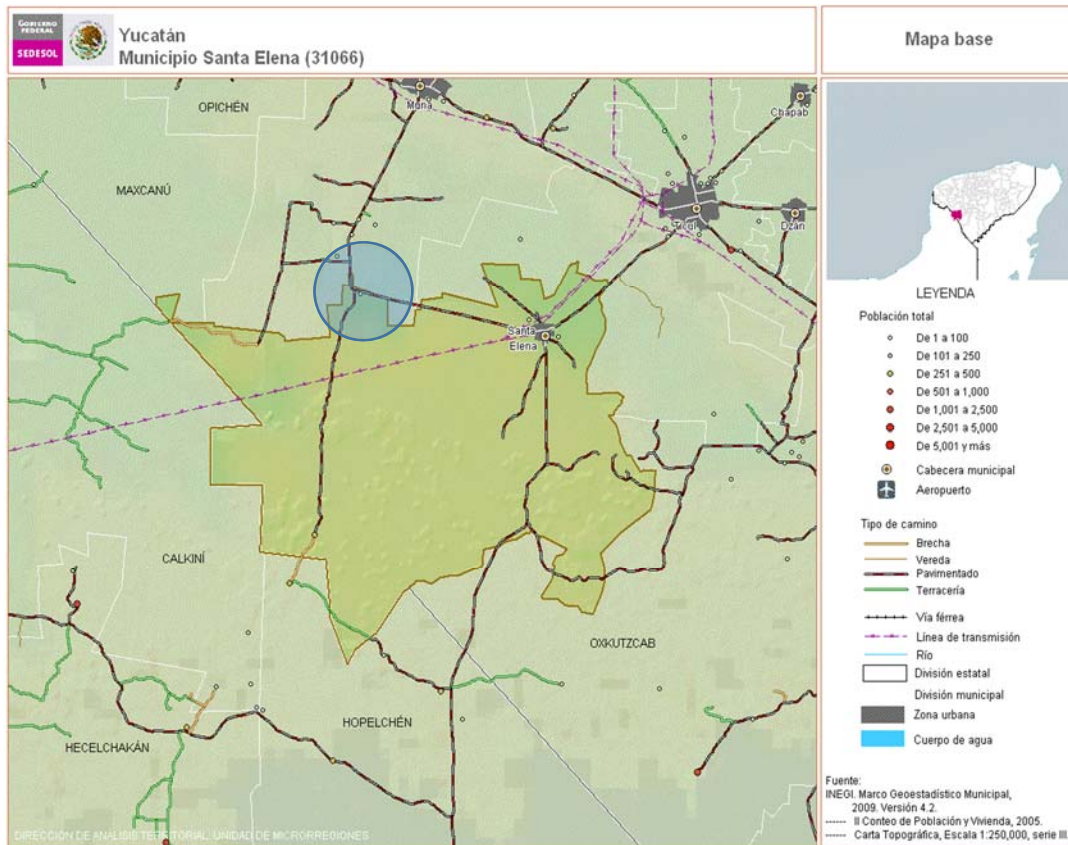 GOBIERNO
FEDERAL
SEDESOL
Yucatán
Municipio Santa Elena (31066)
Mapa base
OPICHÉN
Muna
Chapab
MAXCANÚ
Ticul
Dzán
Santa
Elena
CALKINÍ
OXKUTZCAB
HOPELCHÉN
HECELCHAKÁN
DIRECCIÓN DE ANÁLISIS TERRITORIAL, UNIDAD DE MICRORREGIONES
LEYENDA
Población total
De 1 a 100
De 101 a 250
De 251 a 500
De 501 a 1,000
De 1,001 a 2,500
De 2,501 a 5,000
De 5,001 y más
Cabecera municipal
Aeropuerto
Tipo de camino
Brecha
Vereda
Pavimentado
Terracería
Vía férrea
Línea de transmisión
Río
División estatal
División municipal
Zona urbana
Cuerpo de agua
Fuente:
INEGI. Marco Geoestadístico Municipal,
2009. Versión 4.2.
------ II Conteo de Población y Vivienda, 2005.
------ Carta Topográfica, Escala 1:250,000, serie III.